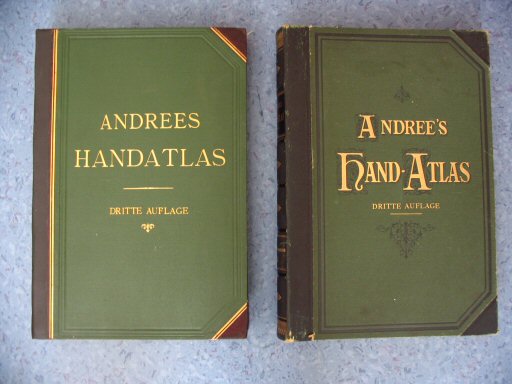 ANDREES
HANDATLAS
DRITTE AUFLAGE
ANDREE'S
HAND-ATLAS
DRITTE AUFLAGE